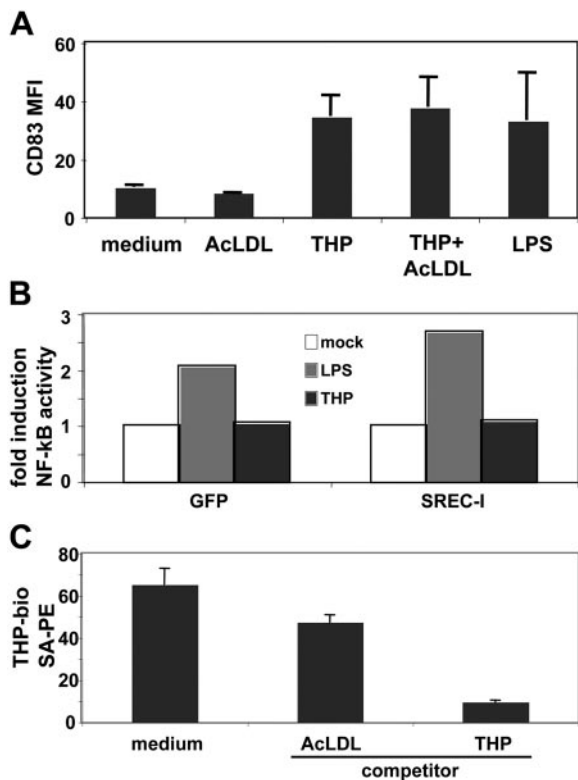 A
CD83 MFI
60
40
20
0
medium AcLDL THP THP+ LPS
AcLDL
B
fold induction
NF-kB activity
3
2
1
0
mock
LPS
THP
GFP SREC-I
C
THP-bio
SA-PE
80
60
40
20
0
medium AcLDL THP
competitor